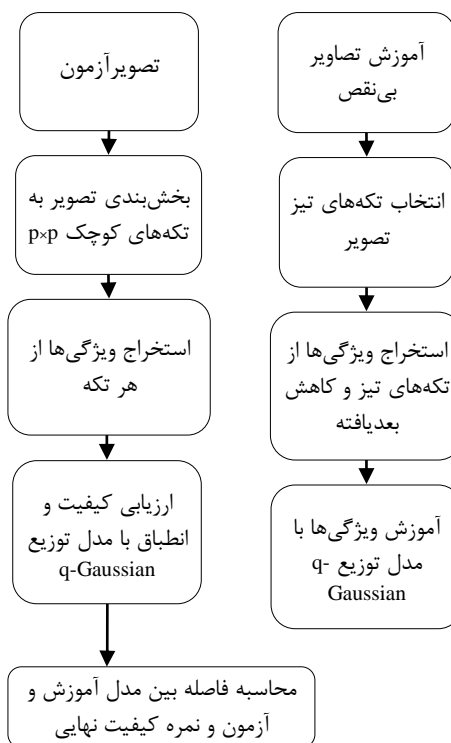 آموزش تصاویر
بی‌نقص
انتخاب تکه‌های تیز
تصویر
استخراج ویژگی‌ها از
تکه‌های تیز و کاهش
بعدیافته
آموزش ویژگی‌ها با
مدل توزیع q-
Gaussian
تصویرآزمون
بخش‌بندی تصویر به
تکه‌های کوچک p×p
استخراج ویژگی‌ها از
هر تکه
ارزیابی کیفیت و
انطباق با مدل توزیع
q-Gaussian
محاسبه فاصله بین مدل آموزش و
آزمون و نمره کیفیت نهایی